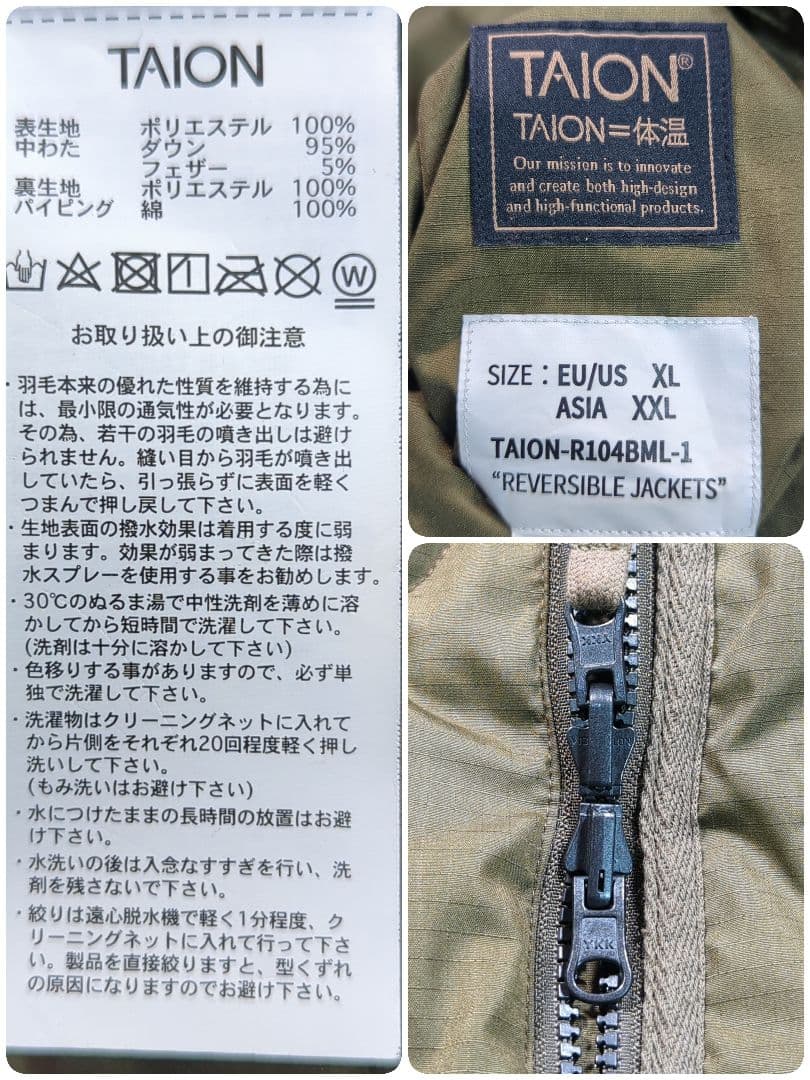 TAION
表生地 ポリエステル 100%
中わた ダウン 95%
フェザー 5%
裏生地 ポリエステル 100%
パイピング 綿 100%
W
お取り扱い上の御注意
・羽毛本来の優れた性質を維持する為に
は、最小限の通気性が必要となります。
その為、若干の羽毛の噴き出しは避け
られません。縫い目から羽毛が噴き出
していたら、引っ張らずに表面を軽く
つまんで押し戻して下さい。
・生地表面の撥水効果は着用する度に弱
まります。効果が弱まってきた際は撥
水スプレーを使用する事をお勧めします。
・30℃のぬるま湯で中性洗剤を薄めに溶
かしてから短時間で洗濯して下さい。
(洗剤は十分に溶かして下さい)
・色移りする事がありますので、必ず単
独で洗濯して下さい。
・洗濯物はクリーニングネットに入れて
から片側をそれぞれ20回程度軽く押し
洗いして下さい。
(もみ洗いはお避け下さい)
・水につけたままの長時間の放置はお避
け下さい。
・水洗いの後は入念なすすぎを行い、洗
剤を残さないで下さい。
・絞りは遠心脱水機で軽く1分程度、ク
リーニングネットに入れて行って下さ
い。製品を直接絞りますと、型くずれ
の原因になりますのでお避け下さい。
TAION®
TAION=体温
Our mission is to innovate
and create both high-design
and high-functional products.
SIZE : EU/US XL
ASIA XXL
TAION-R104BML-1
“REVERSIBLE JACKETS”
YKK
YKK